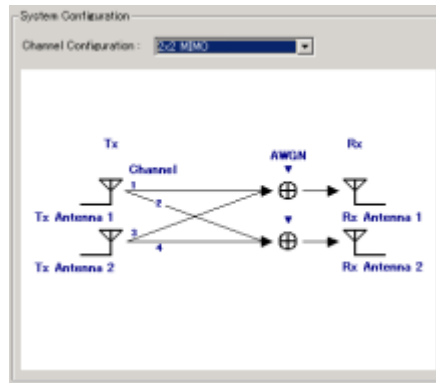 System Configuration
Channel Configuration : 2x2 MIMO
Tx
Rx
AWGN
Channel
1
2
Tx Antenna 1
Rx Antenna 1
3
4
Tx Antenna 2
Rx Antenna 2